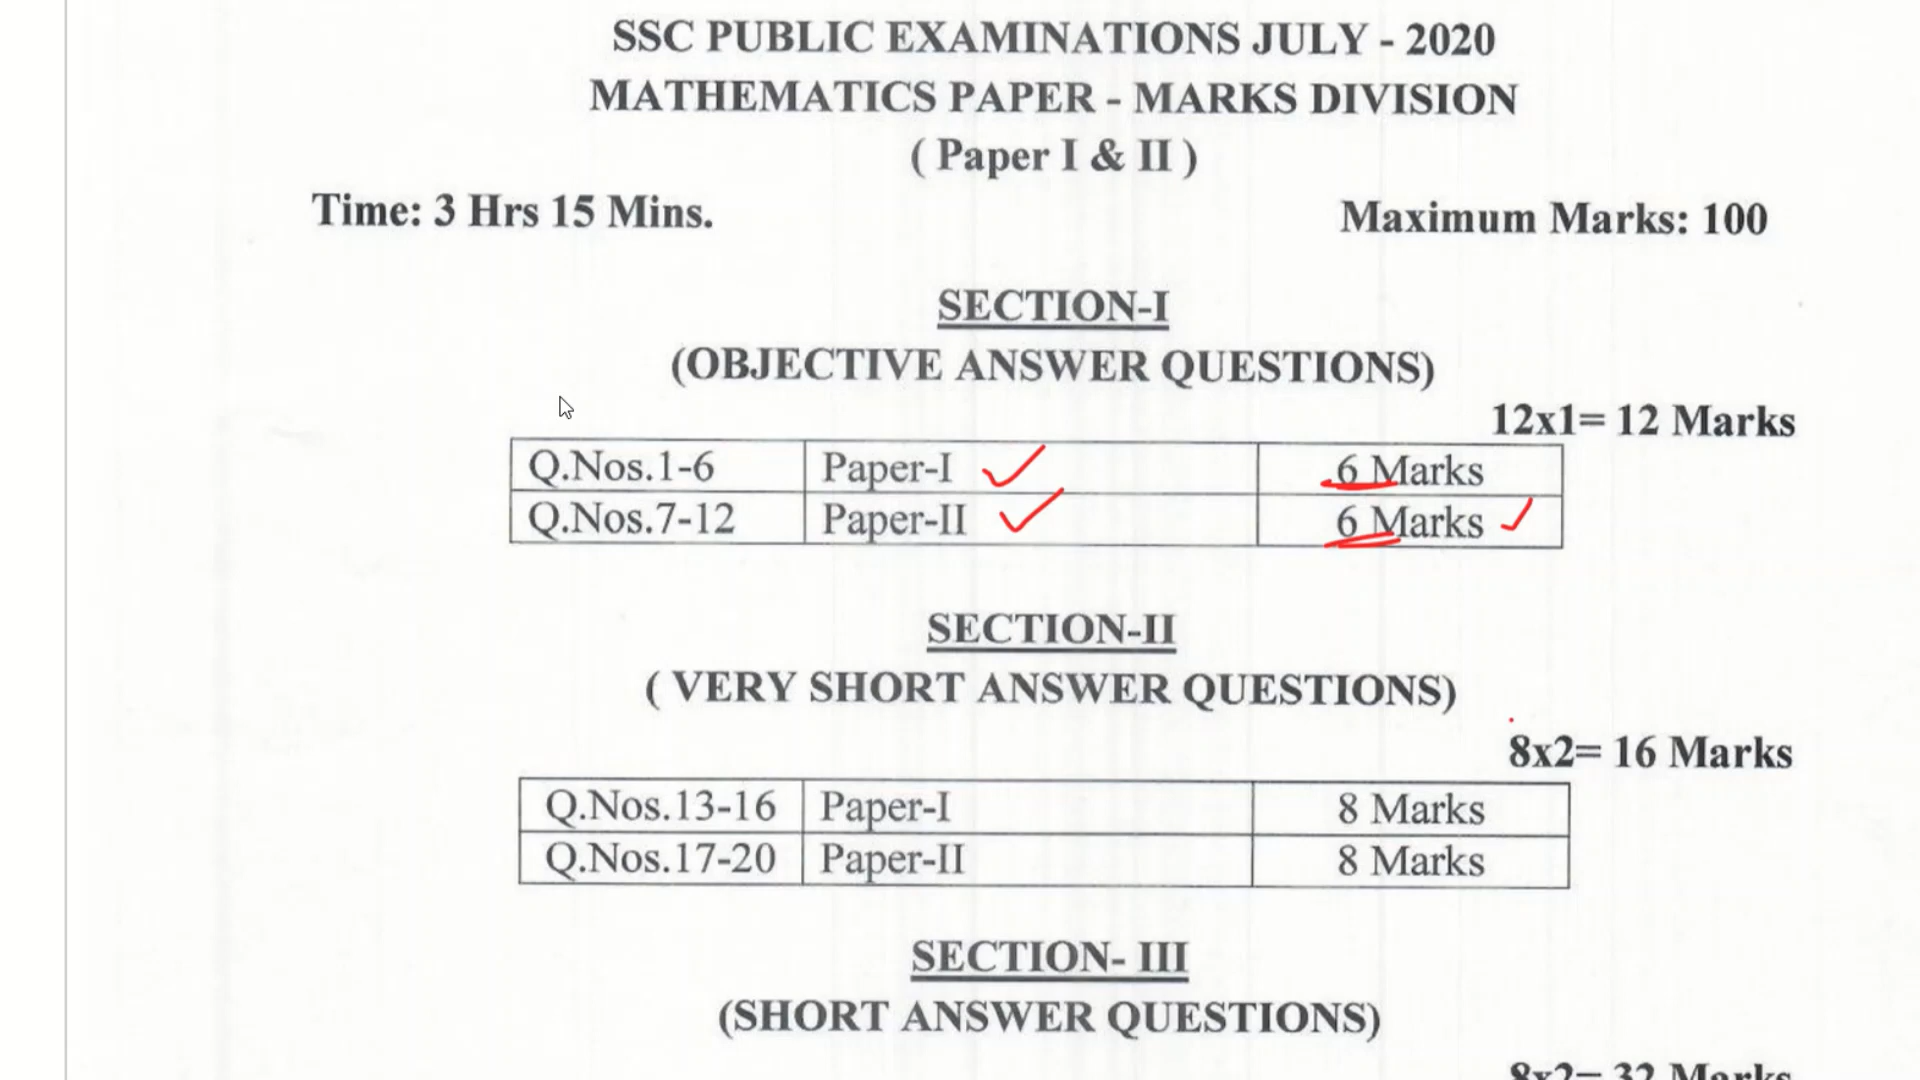 SSC PUBLIC EXAMINATIONS JULY - 2020
MATHEMATICS PAPER - MARKS DIVISION
( Paper I & II )
Time: 3 Hrs 15 Mins. Maximum Marks: 100
SECTION-I
(OBJECTIVE ANSWER QUESTIONS)
12x1= 12 Marks
Q.Nos.1-6 Paper-I 6 Marks
Q.Nos.7-12 Paper-II 6 Marks
SECTION-II
( VERY SHORT ANSWER QUESTIONS)
8x2= 16 Marks
Q.Nos.13-16 Paper-I 8 Marks
Q.Nos.17-20 Paper-II 8 Marks
SECTION- III
(SHORT ANSWER QUESTIONS)
8x2= 32 Marks